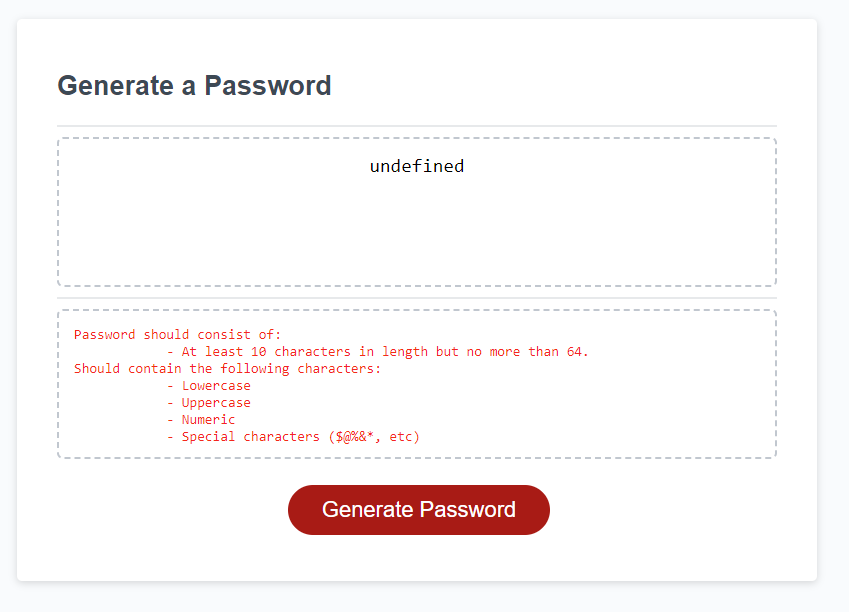 Generate a Password
undefined
Password should consist of:
- At least 10 characters in length but no more than 64.
Should contain the following characters:
- Lowercase
- Uppercase
- Numeric
- Special characters ($@%&*, etc)
Generate Password